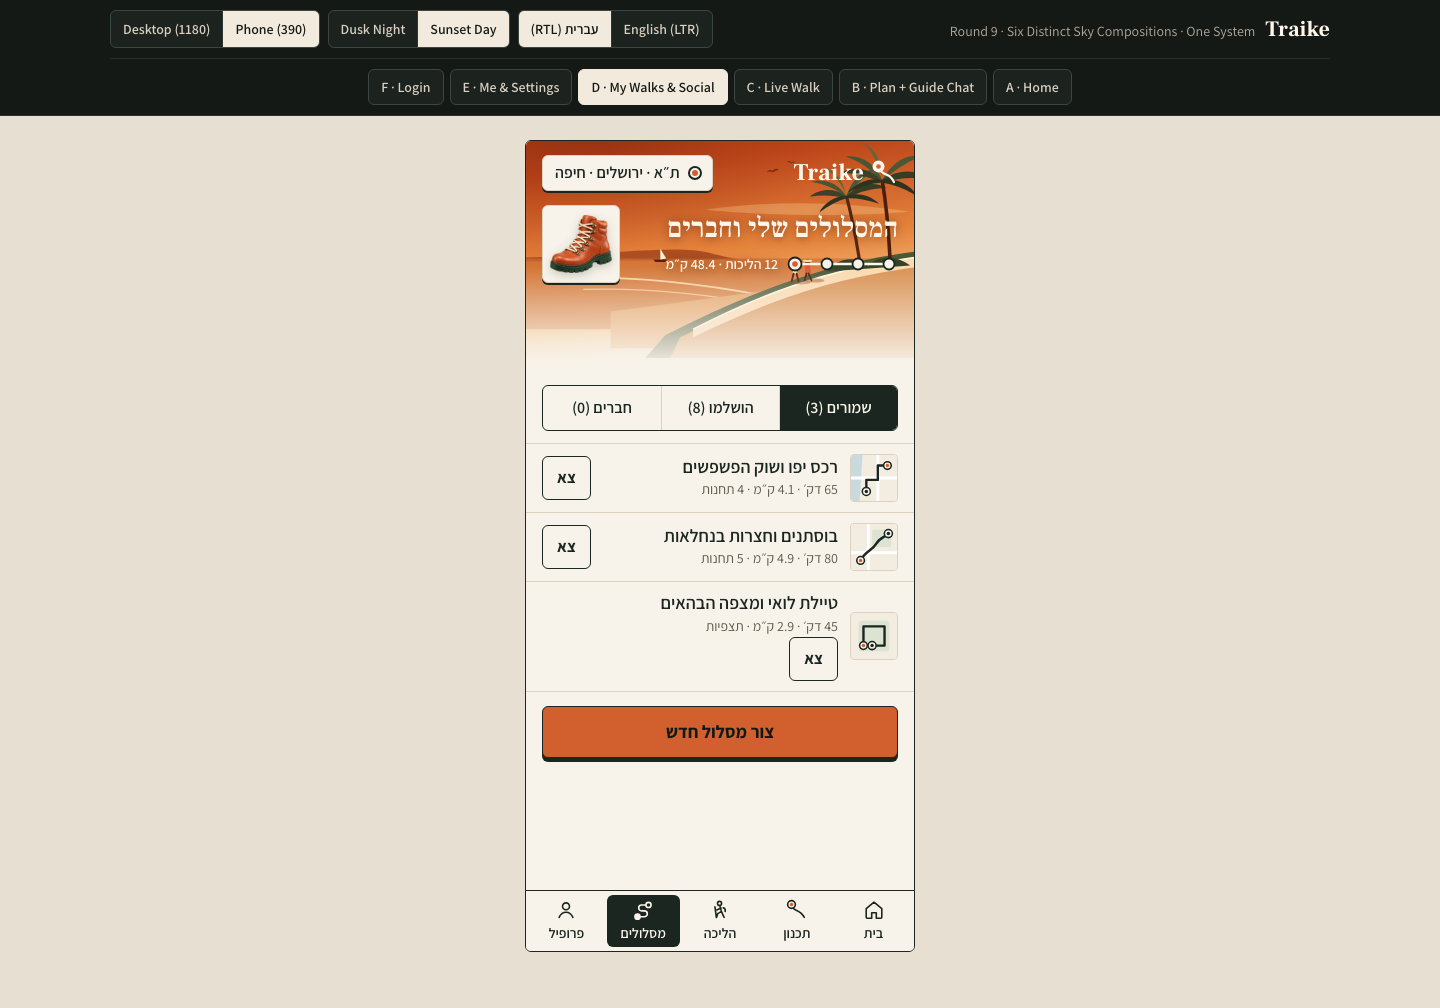 Desktop (1180)
Phone (390)
Dusk Night
Sunset Day
עברית (RTL)
English (LTR)
Round 9 · Six Distinct Sky Compositions · One System
Traike
F · Login
E · Me & Settings
D · My Walks & Social
C · Live Walk
B · Plan + Guide Chat
A · Home
Traike
ת״א · ירושלים · חיפה
המסלולים שלי וחברים
12 הליכות · 48.4 ק״מ
שמורים (3)
הושלמו (8)
חברים (0)
רכס יפו ושוק הפשפשים
65 דק׳ · 4.1 ק״מ · 4 תחנות
צא
בוסתנים וחצרות בנחלאות
80 דק׳ · 4.9 ק״מ · 5 תחנות
צא
טיילת לואי ומצפה הבהאים
45 דק׳ · 2.9 ק״מ · תצפיות
צא
צור מסלול חדש
בית
תכנון
הליכה
מסלולים
פרופיל